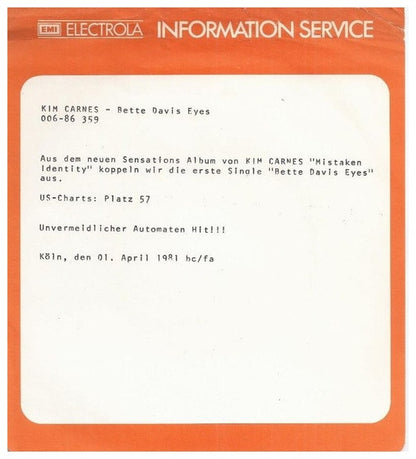 EMI ELECTROLA INFORMATION SERVICE
KIM CARNES - Bette Davis Eyes
006-86 359
Aus dem neuen Sensations Album von KIM CARNES "Mistaken
Identity" koppeln wir die erste Single "Bette Davis Eyes"
aus.
US-Charts: Platz 57
Unvermeidlicher Automaten Hit!!!
Köln, den 01. April 1981 hc/fa